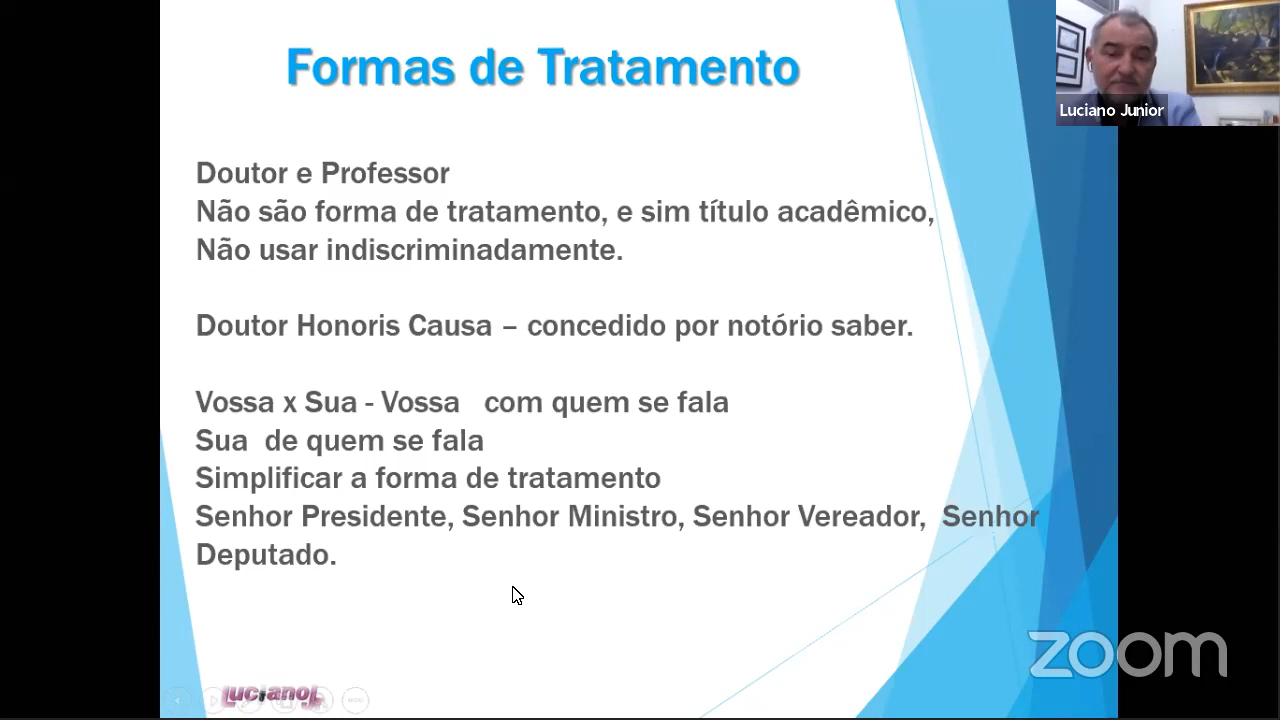 Formas de Tratamento
Luciano Junior
Doutor e Professor
Não são forma de tratamento, e sim título acadêmico,
Não usar indiscriminadamente.
Doutor Honoris Causa – concedido por notório saber.
Vossa x Sua - Vossa com quem se fala
Sua de quem se fala
Simplificar a forma de tratamento
Senhor Presidente, Senhor Ministro, Senhor Vereador, Senhor
Deputado.
zoom
lucianoJr